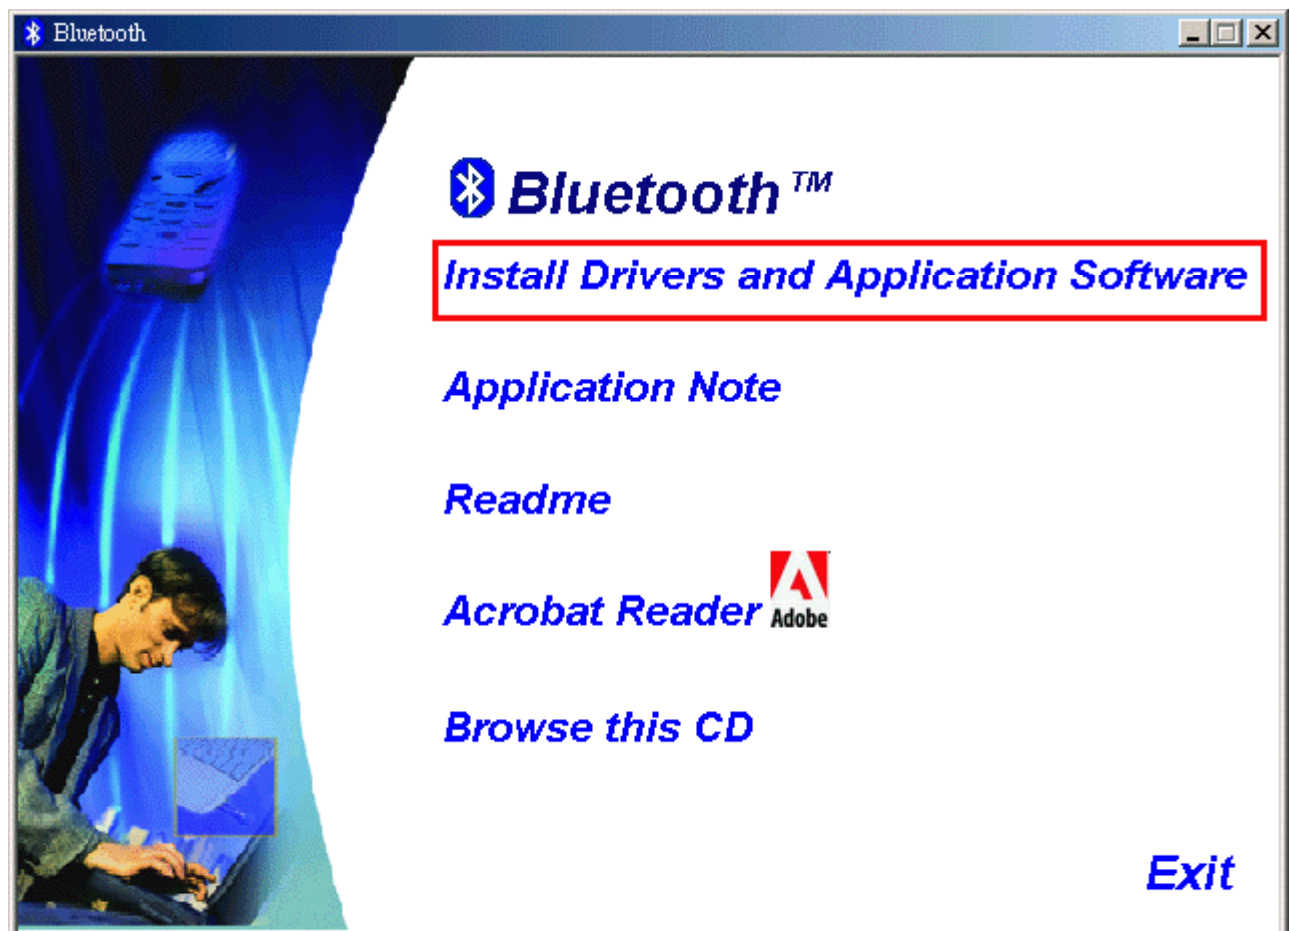 Bluetooth
Bluetooth™
Install Drivers and Application Software
Application Note
Readme
Acrobat Reader Adobe
Browse this CD
Exit